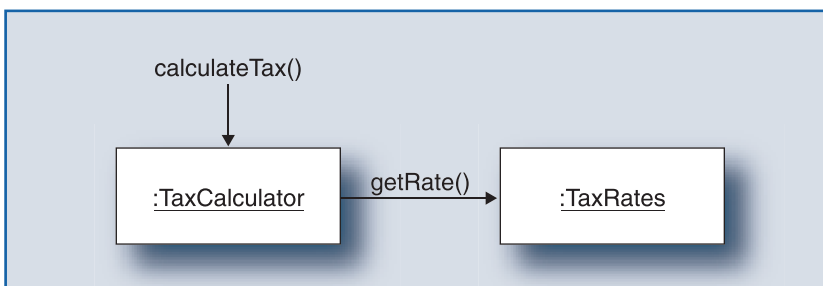 calculateTax()
:TaxCalculator
getRate()
:TaxRates